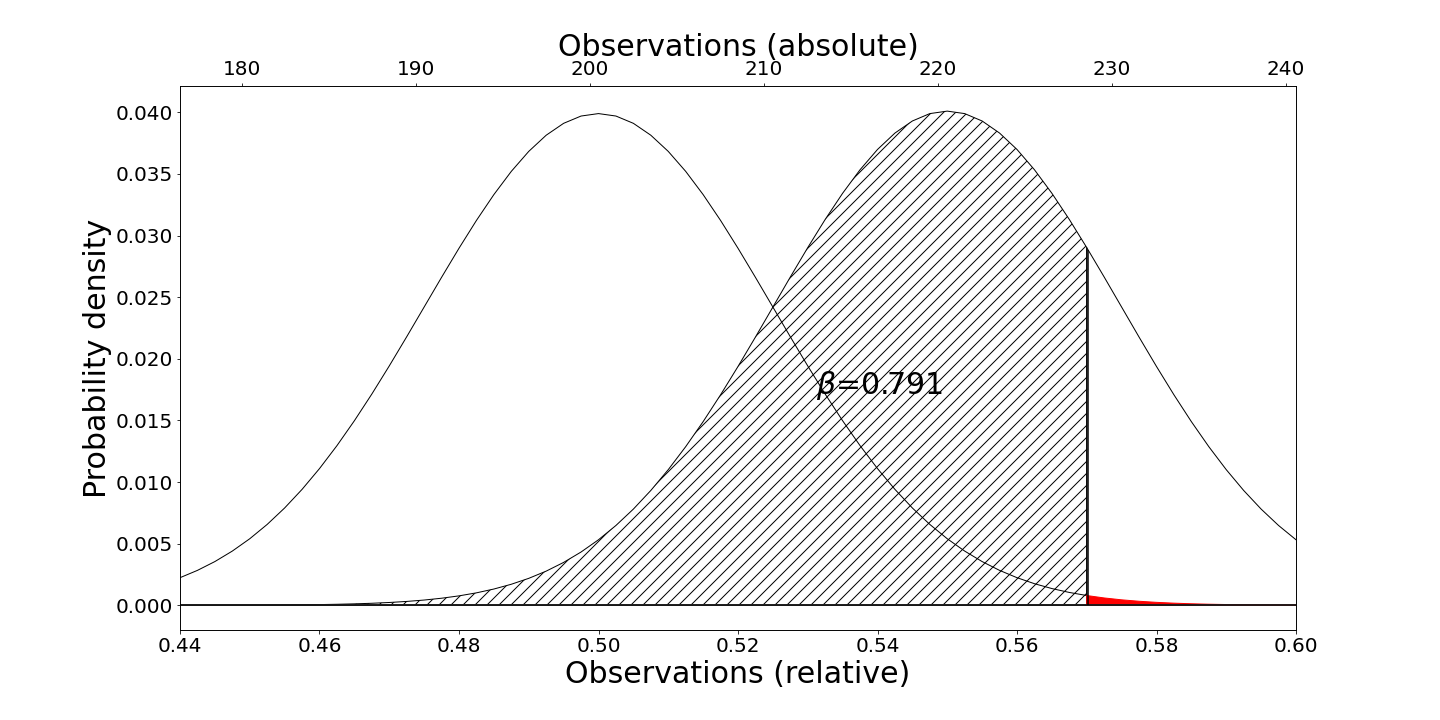 Observations (absolute)
180 190 200 210 220 230 240
0.040
0.035
0.030
0.025
0.020
0.015
0.010
0.005
0.000
Probability density
β=0.791
0.44 0.46 0.48 0.50 0.52 0.54 0.56 0.58 0.60
Observations (relative)